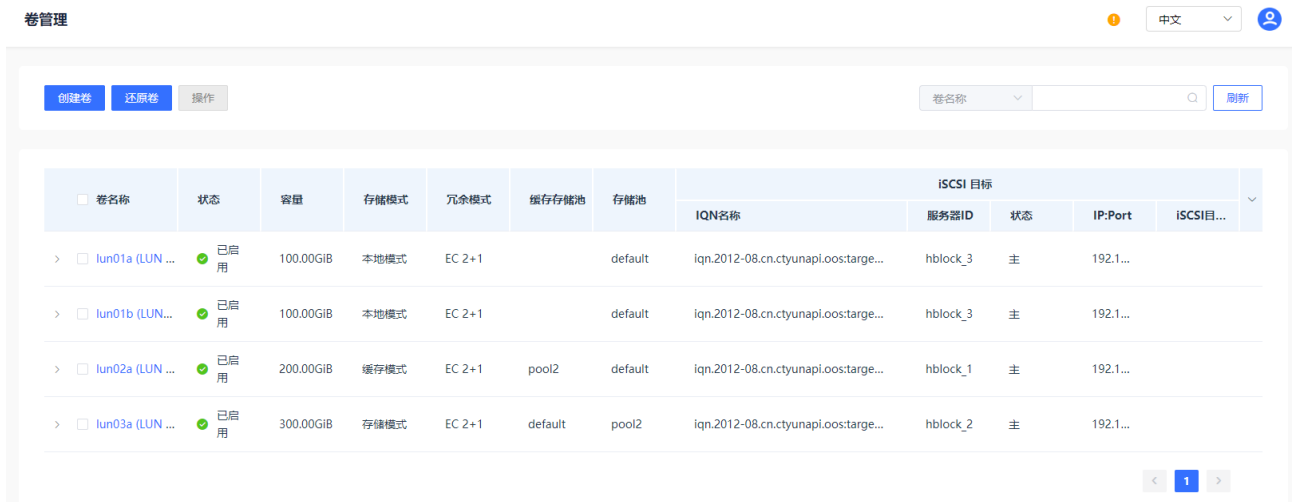 卷管理
中文
创建卷 还原卷 操作 卷名称 刷新
iSCSI 目标
卷名称 状态 容量 存储模式 冗余模式 缓存存储池 存储池
IQN名称 服务器ID 状态 IP:Port iSCSI目...
lun01a (LUN ... 已启用 100.00GiB 本地模式 EC 2+1 default iqn.2012-08.cn.ctyunapi.oos:targe... hblock_3 主 192.1...
lun01b (LUN... 已启用 100.00GiB 本地模式 EC 2+1 default iqn.2012-08.cn.ctyunapi.oos:targe... hblock_3 主 192.1...
lun02a (LUN ... 已启用 200.00GiB 缓存模式 EC 2+1 pool2 default iqn.2012-08.cn.ctyunapi.oos:targe... hblock_1 主 192.1...
lun03a (LUN ... 已启用 300.00GiB 存储模式 EC 2+1 default pool2 iqn.2012-08.cn.ctyunapi.oos:targe... hblock_2 主 192.1...
1